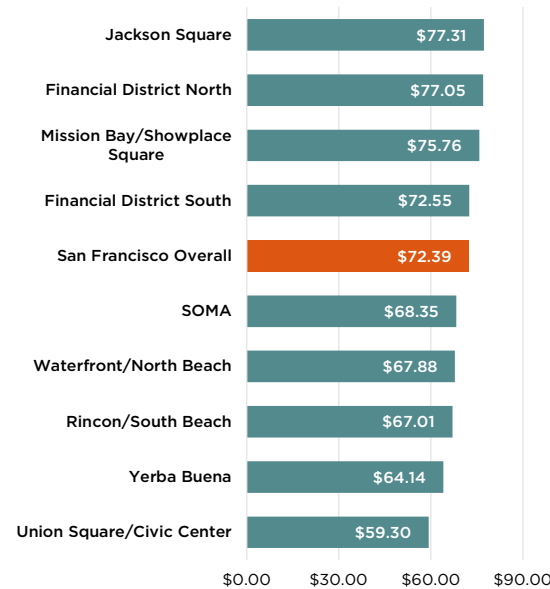 Jackson Square
$77.31
Financial District North
$77.05
Mission Bay/Showplace
Square
$75.76
Financial District South
$72.55
San Francisco Overall
$72.39
SOMA
$68.35
Waterfront/North Beach
$67.88
Rincon/South Beach
$67.01
Yerba Buena
$64.14
Union Square/Civic Center
$59.30
$0.00 $30.00 $60.00 $90.00